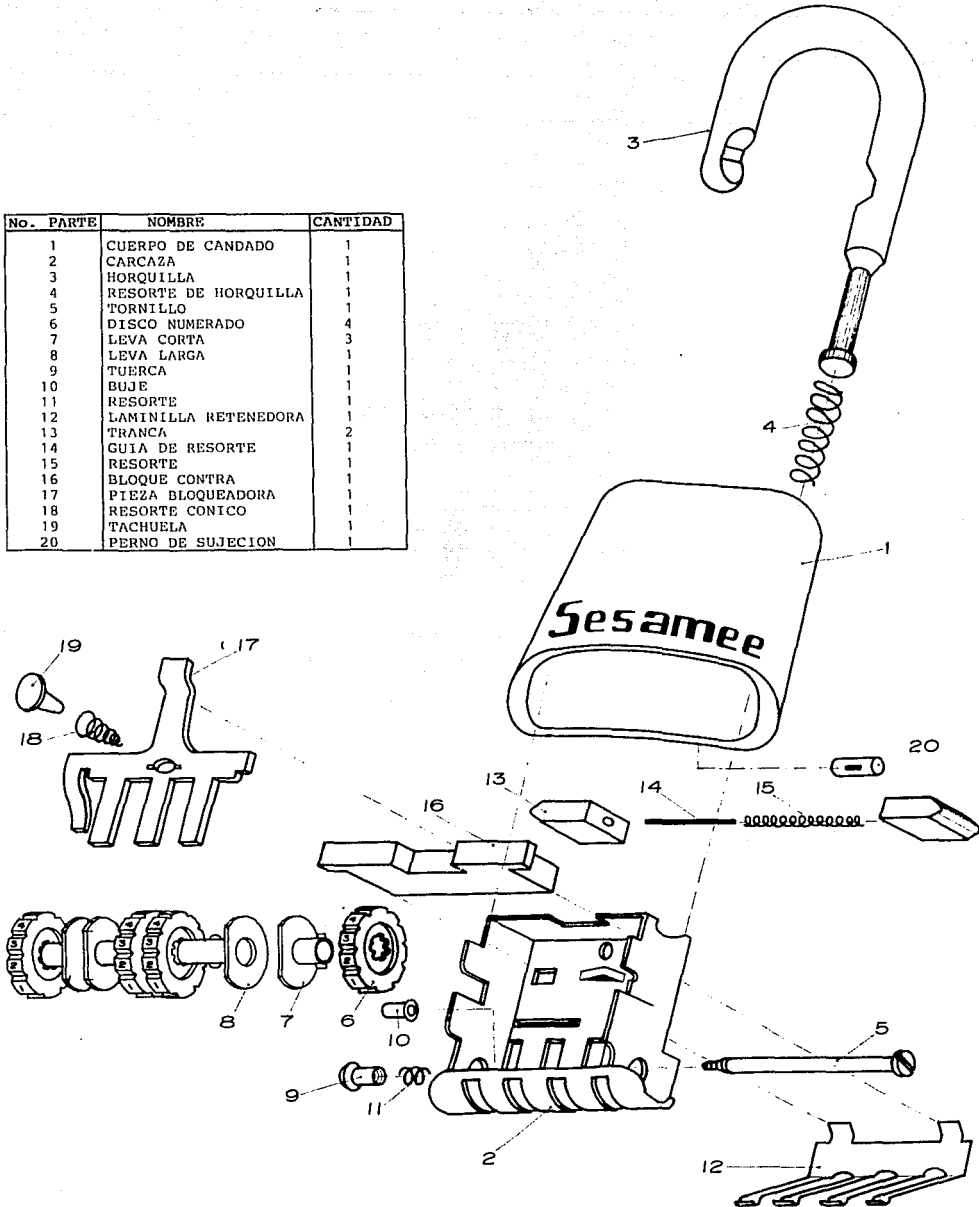 3
No. PARTE NOMBRE CANTIDAD
1 CUERPO DE CANDADO 1
2 CARCAZA 1
3 HORQUILLA 1
4 RESORTE DE HORQUILLA 1
5 TORNILLO 1
6 DISCO NUMERADO 4
7 LEVA CORTA 3
8 LEVA LARGA 1
9 TUERCA 1
10 BUJE 1
11 RESORTE 1
12 LAMINILLA RETENEDORA 1
13 TRANCA 2
14 GUIA DE RESORTE 1
15 RESORTE 1
16 BLOQUE CONTRA 1
17 PIEZA BLOQUEADORA 1
18 RESORTE CONICO 1
19 TACHUELA 1
20 PERNO DE SUJECION 1
4
1
Sesamee
19
17
18
20
13
14
15
16
8
7
6
10
5
9
11
2
12